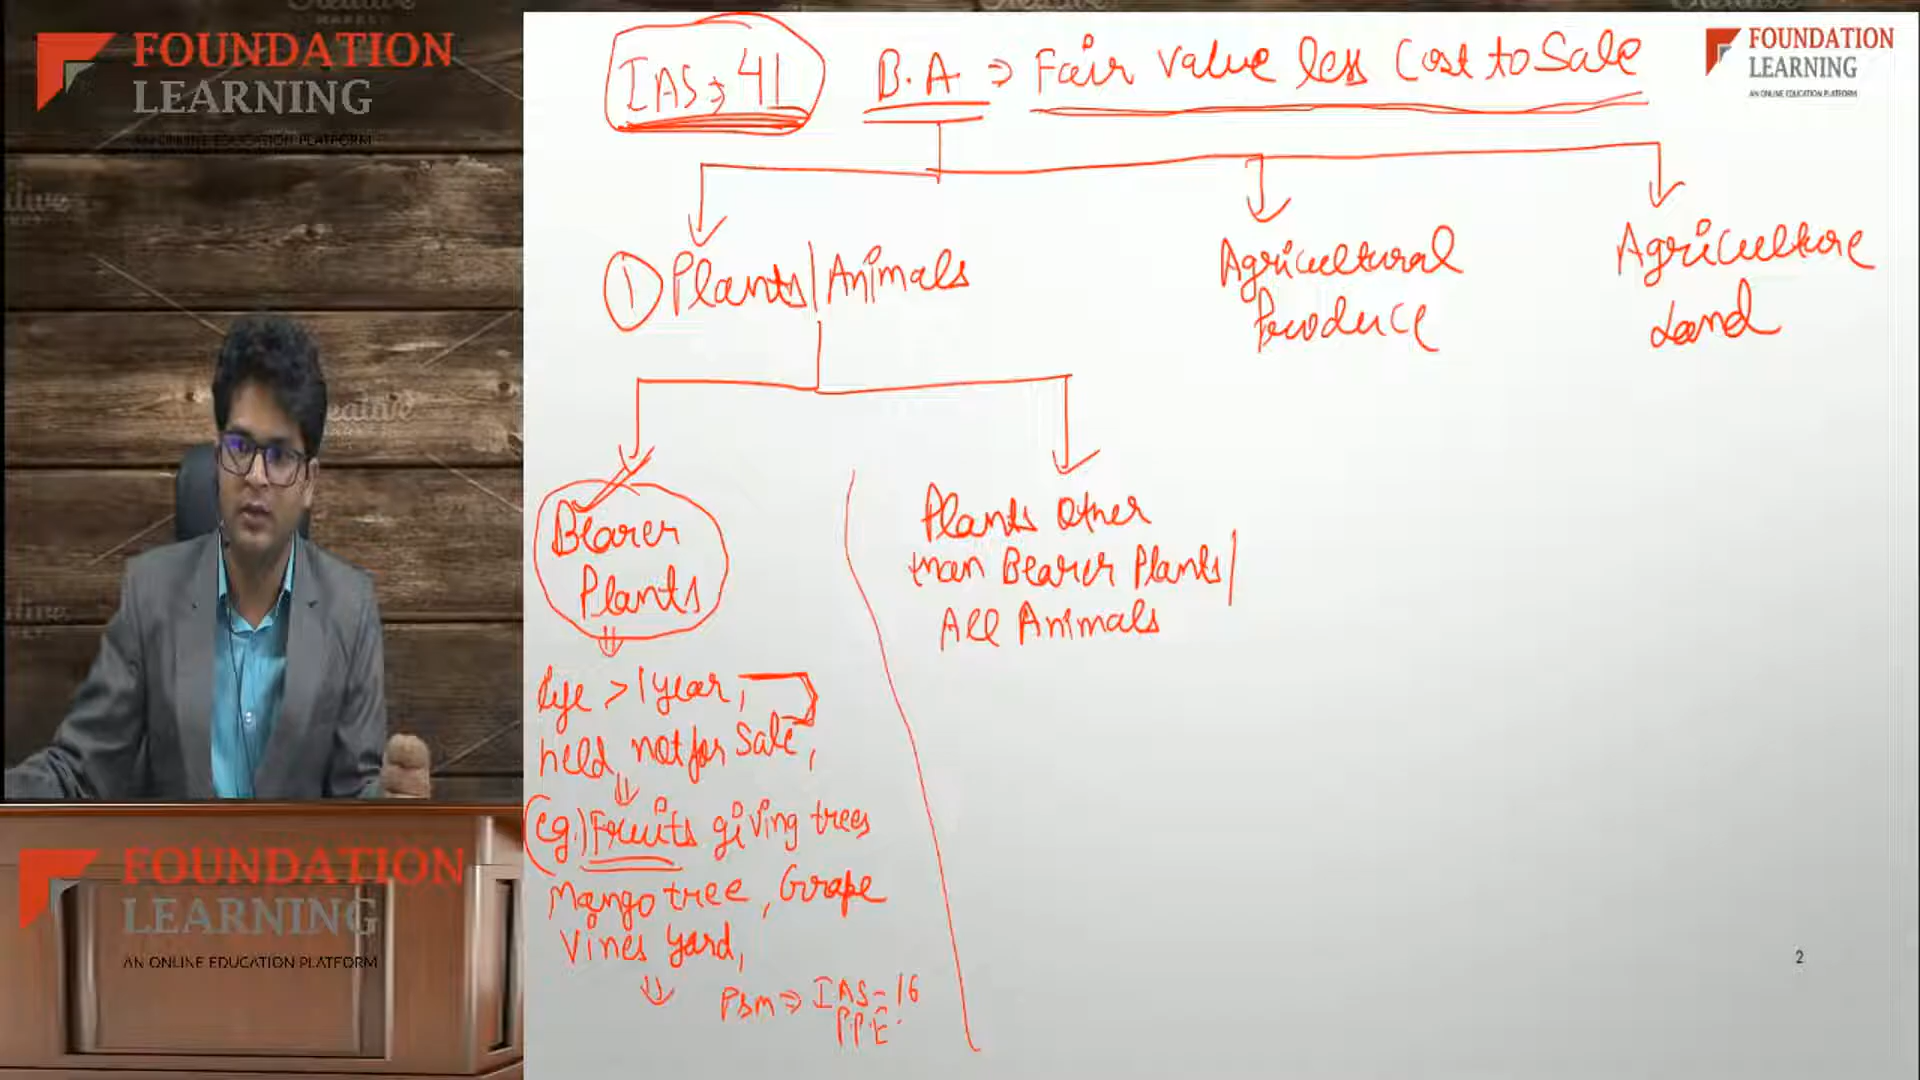 FOUNDATION
LEARNING
AN ONLINE EDUCATION PLATFORM
IAS → 41
B.A. ⇒ Fair value less Cost to Sale
FOUNDATION
LEARNING
AN ONLINE EDUCATION PLATFORM
① Plants/Animals
Agricultural
Produce
Agriculture
Land
Bearer
Plants
Plants other
than Bearer Plants/
All Animals
life > 1 year,
held not for Sale,
(eg.) Fruits giving trees
Mango tree, Grape
Vines yard,
⇒ IAS-16
P.P.E.
FOUNDATION
LEARNING
AN ONLINE EDUCATION PLATFORM
2